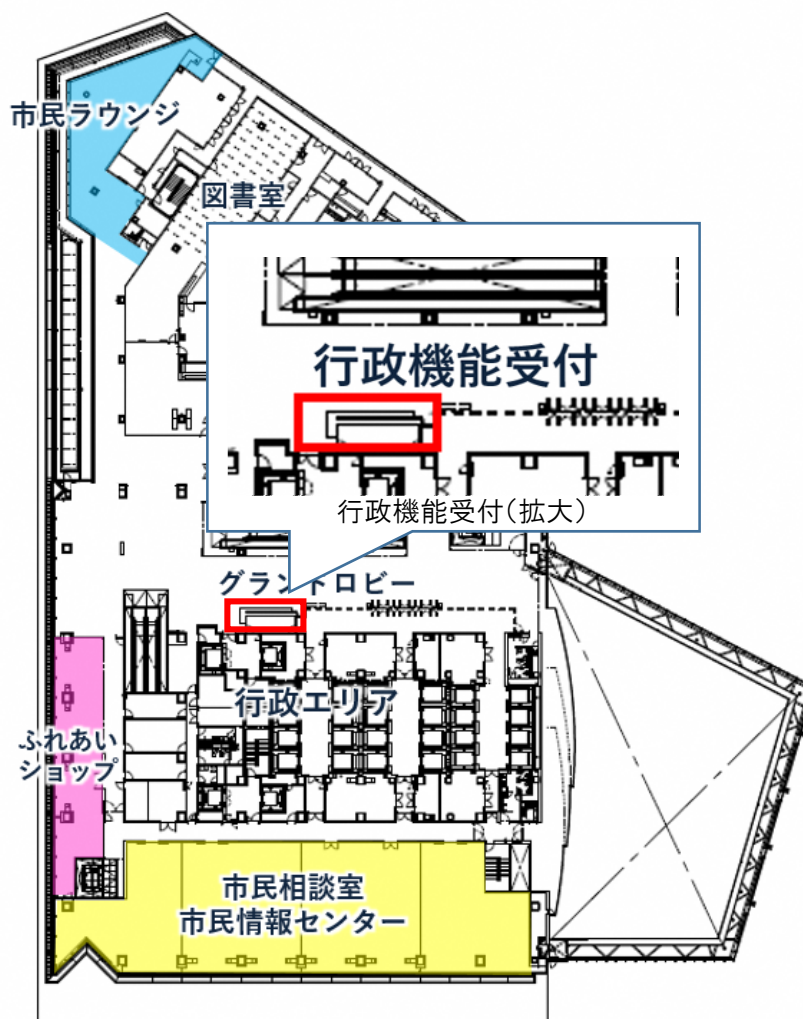 市民ラウンジ
図書室
行政機能受付
行政機能受付（拡大）
グランドロビー
行政エリア
ふれあい
ショップ
市民相談室
市民情報センター